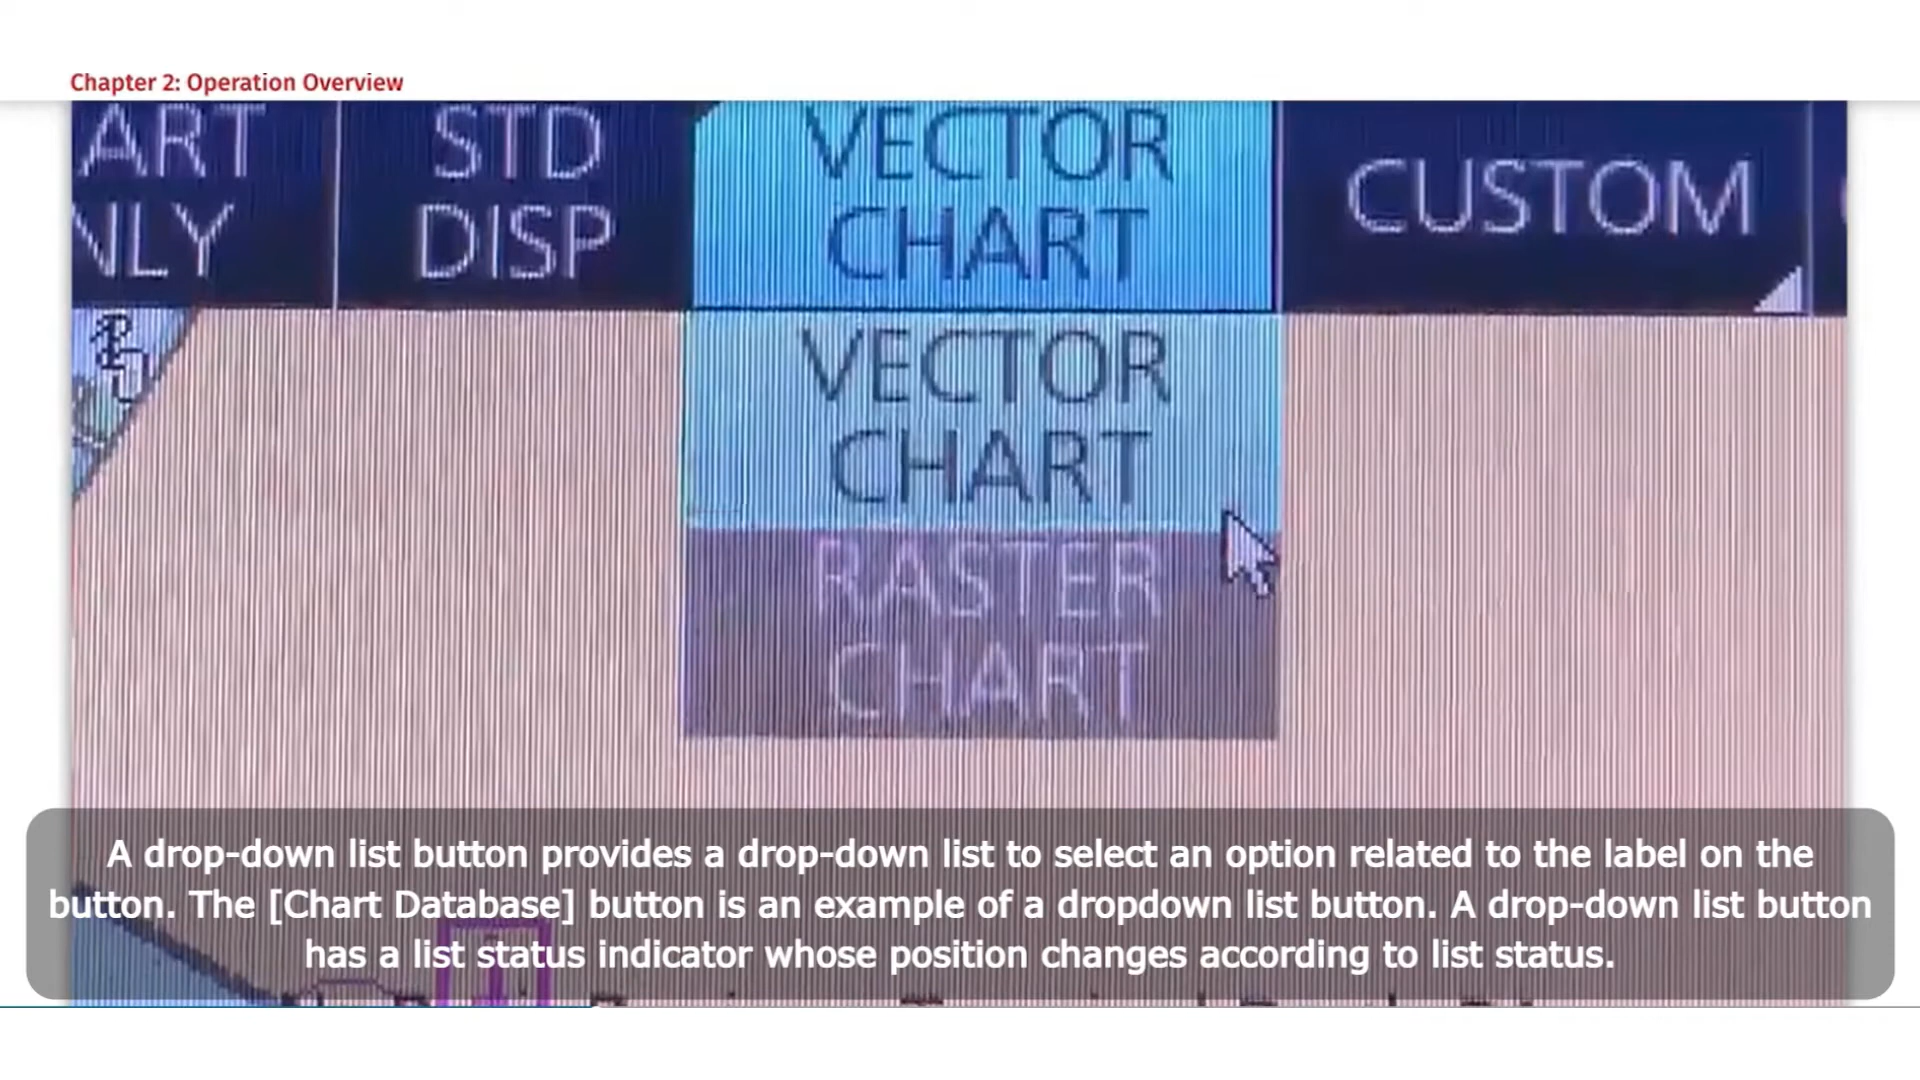 Chapter 2: Operation Overview
ART
NLY
STD
DISP
VECTOR
CHART
CUSTOM
VECTOR
CHART
RASTER
CHART
A drop-down list button provides a drop-down list to select an option related to the label on the
button. The [Chart Database] button is an example of a dropdown list button. A drop-down list button
has a list status indicator whose position changes according to list status.